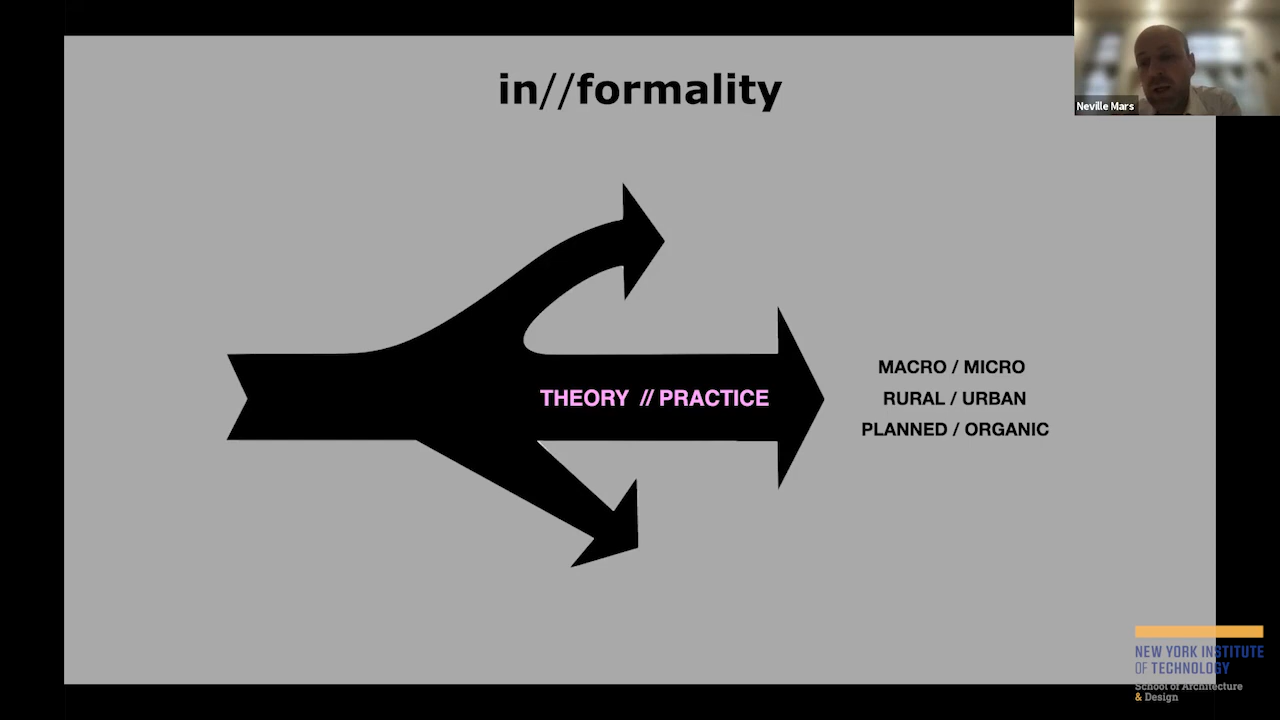 in//formality
Neville Mars
THEORY // PRACTICE
MACRO / MICRO
RURAL / URBAN
PLANNED / ORGANIC
NEW YORK INSTITUTE
OF TECHNOLOGY
School of Architecture
& Design